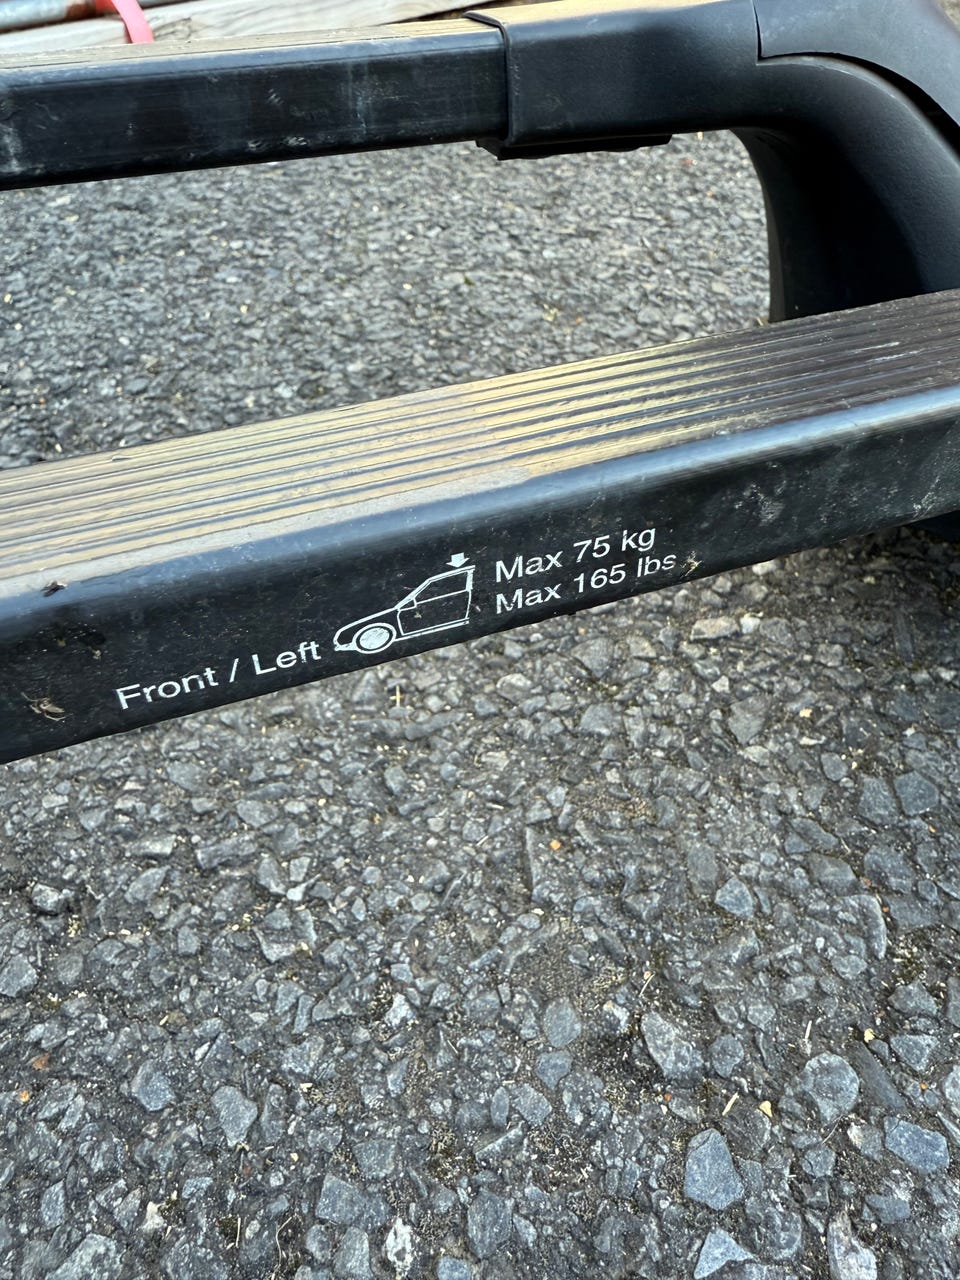 Front / Left
Max 75 kg
Max 165 lbs